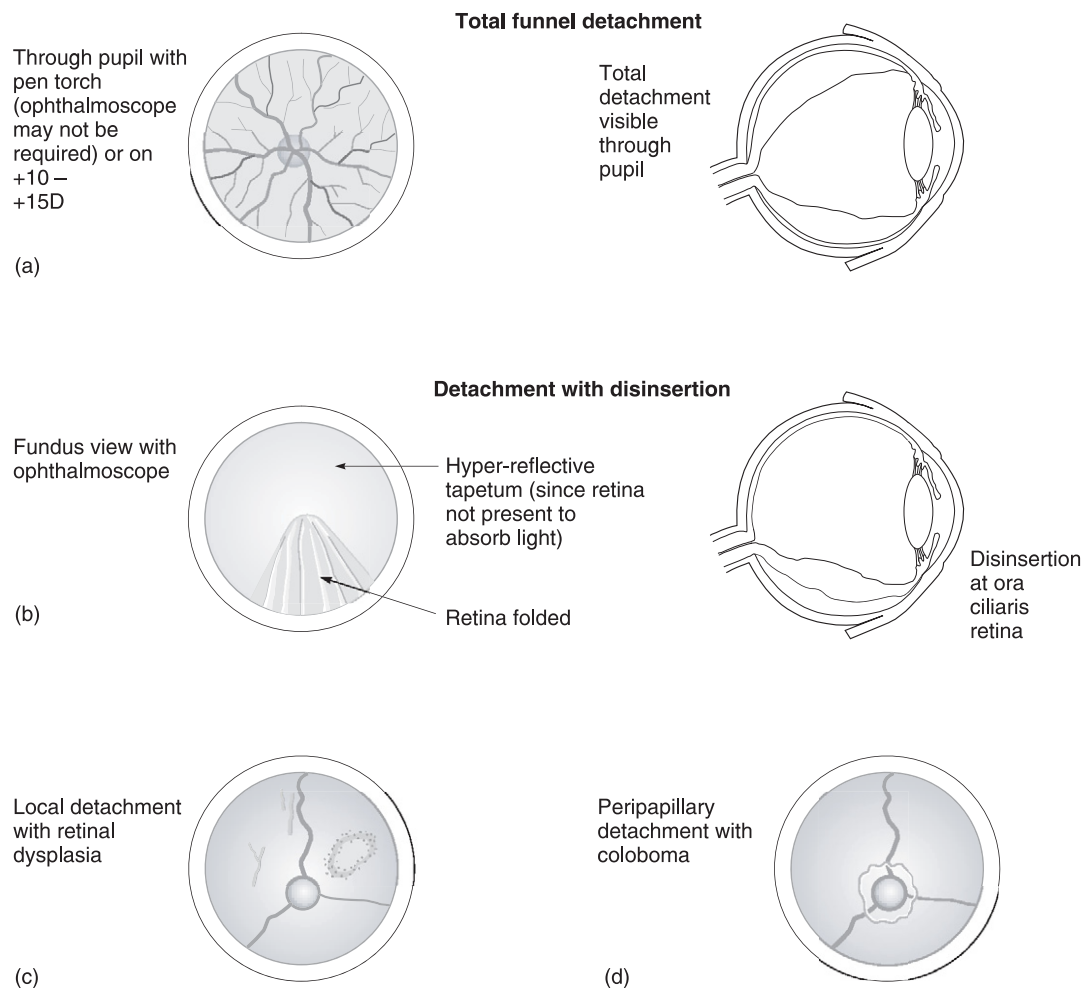 Total funnel detachment
Through pupil with
pen torch
(ophthalmoscope
may not be
required) or on
+10 –
+15D
(a)
Total
detachment
visible
through
pupil
Detachment with disinsertion
Fundus view with
ophthalmoscope
(b)
Hyper-reflective
tapetum (since retina
not present to
absorb light)
Retina folded
Disinsertion
at ora
ciliaris
retina
Local detachment
with retinal
dysplasia
(c)
Peripapillary
detachment with
coloboma
(d)